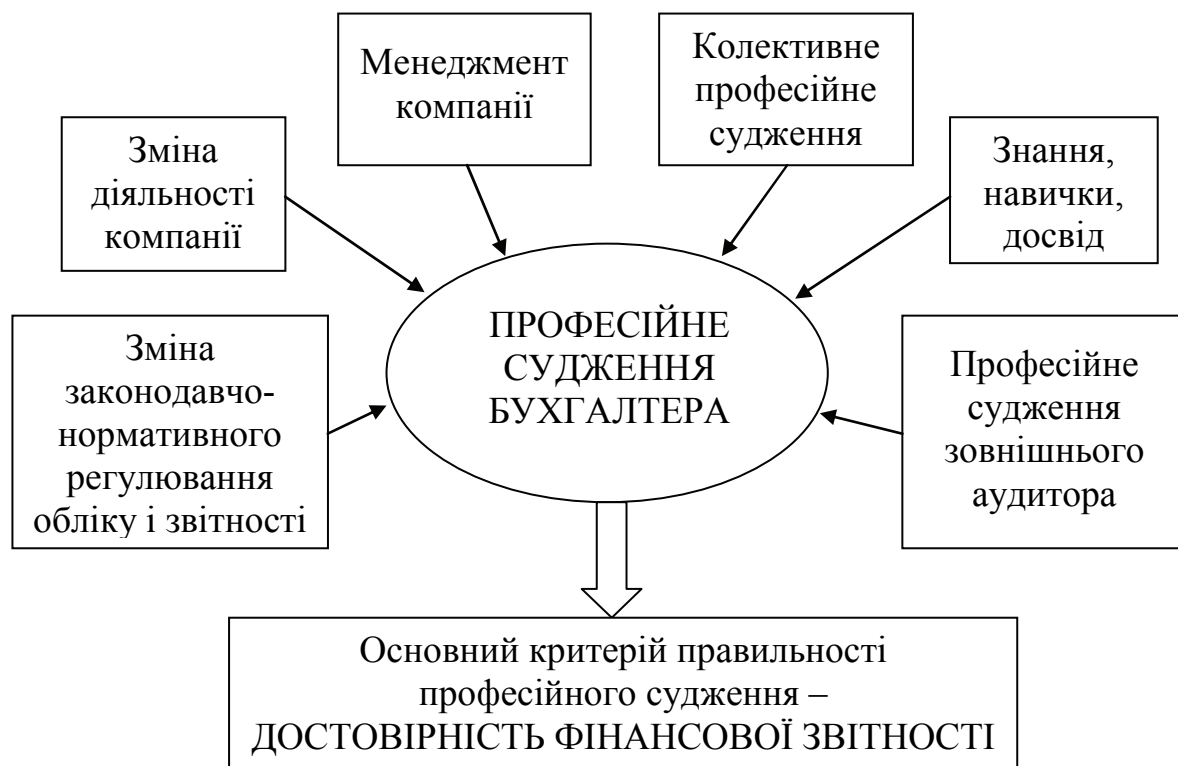 Менеджмент
компанії
Колективне
професійне
судження
Зміна
діяльності
компанії
Знання,
навички,
досвід
ПРОФЕСІЙНЕ
СУДЖЕННЯ
БУХГАЛТЕРА
Зміна
законодавчо-
нормативного
регулювання
обліку і звітності
Професійне
судження
зовнішнього
аудитора
Основний критерій правильності
професійного судження –
ДОСТОВІРНІСТЬ ФІНАНСОВОЇ ЗВІТНОСТІ